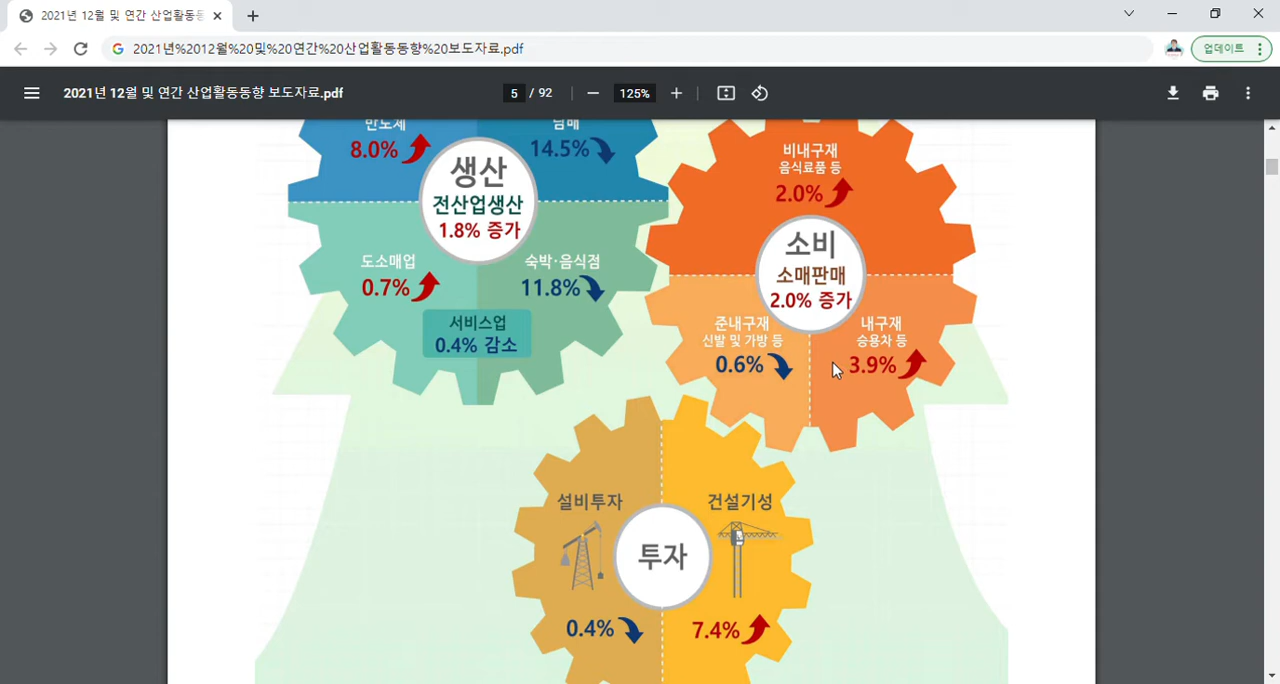 2021년 12월 및 연간 산업활동동
2021년%2012월%20및%20연간%20산업활동동향%20보도자료.pdf
업데이트
2021년 12월 및 연간 산업활동동향 보도자료.pdf
5 / 92
125%
반도체
8.0%
담배
14.5%
생산
전산업생산
1.8% 증가
도소매업
0.7%
숙박·음식점
11.8%
서비스업
0.4% 감소
비내구재
음식료품 등
2.0%
소비
소매판매
2.0% 증가
준내구재
신발 및 가방 등
0.6%
내구재
승용차 등
3.9%
설비투자
건설기성
투자
0.4%
7.4%